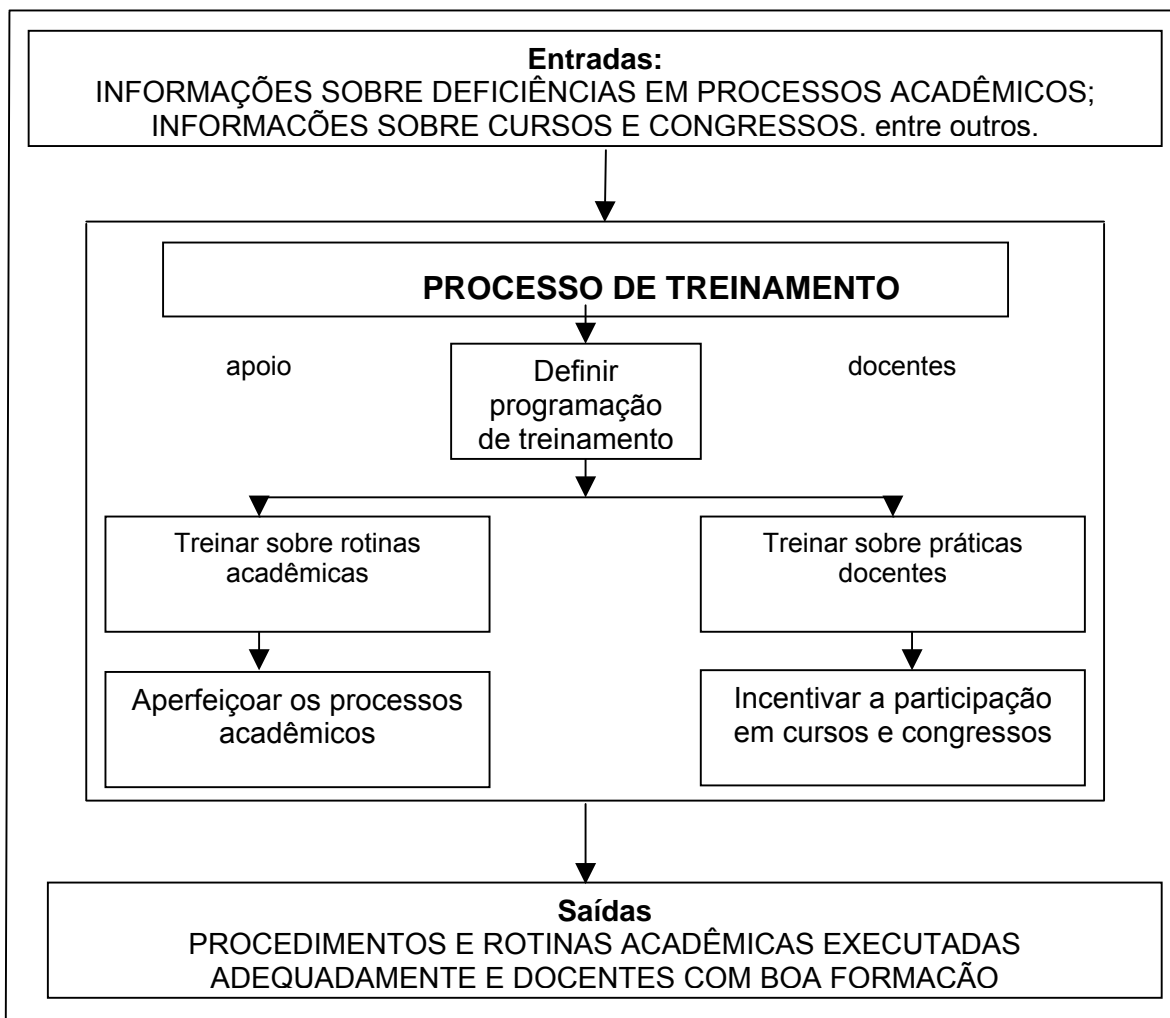 Entradas:
INFORMAÇÕES SOBRE DEFICIÊNCIAS EM PROCESSOS ACADÊMICOS;
INFORMACÕES SOBRE CURSOS E CONGRESSOS. entre outros.
PROCESSO DE TREINAMENTO
apoio
Definir
programação
de treinamento
docentes
Treinar sobre rotinas
acadêmicas
Treinar sobre práticas
docentes
Aperfeiçoar os processos
acadêmicos
Incentivar a participação
em cursos e congressos
Saídas
PROCEDIMENTOS E ROTINAS ACADÊMICAS EXECUTADAS
ADEQUADAMENTE E DOCENTES COM BOA FORMACÃO